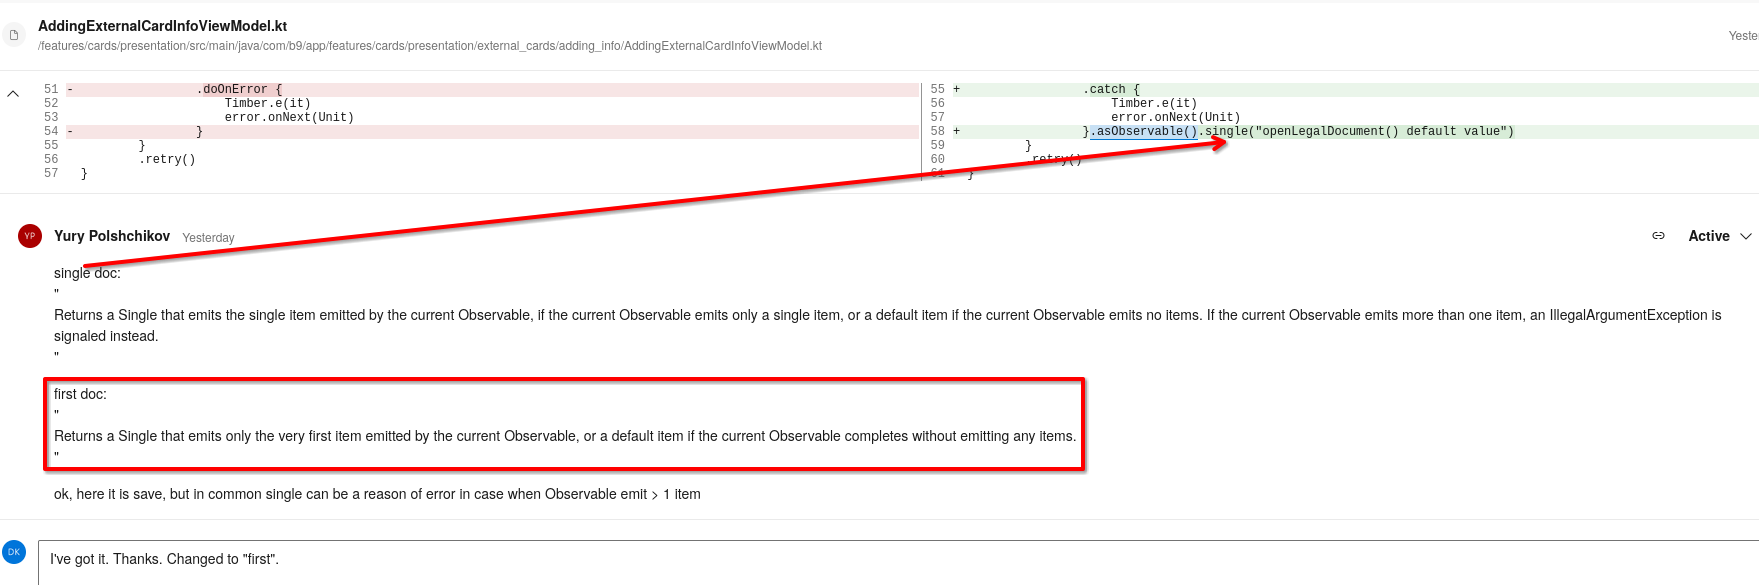 AddingExternalCardInfoViewModel.kt
/features/cards/presentation/src/main/java/com/b9/app/features/cards/presentation/external_cards/adding_info/AddingExternalCardInfoViewModel.kt
Yeste
51 - .doOnError {
52 Timber.e(it)
53 error.onNext(Unit)
54 - }
55 }
56 .retry()
57 }
55 + .catch {
56 Timber.e(it)
57 error.onNext(Unit)
58 + }.asObservable().single("openLegalDocument() default value")
59 }
60 .retry()
61 }
YP
Yury Polshchikov Yesterday
Active
single doc:
"
Returns a Single that emits the single item emitted by the current Observable, if the current Observable emits only a single item, or a default item if the current Observable emits no items. If the current Observable emits more than one item, an IllegalArgumentException is
signaled instead.
"
first doc:
"
Returns a Single that emits only the very first item emitted by the current Observable, or a default item if the current Observable completes without emitting any items.
"
ok, here it is save, but in common single can be a reason of error in case when Observable emit > 1 item
DK
I've got it. Thanks. Changed to "first".